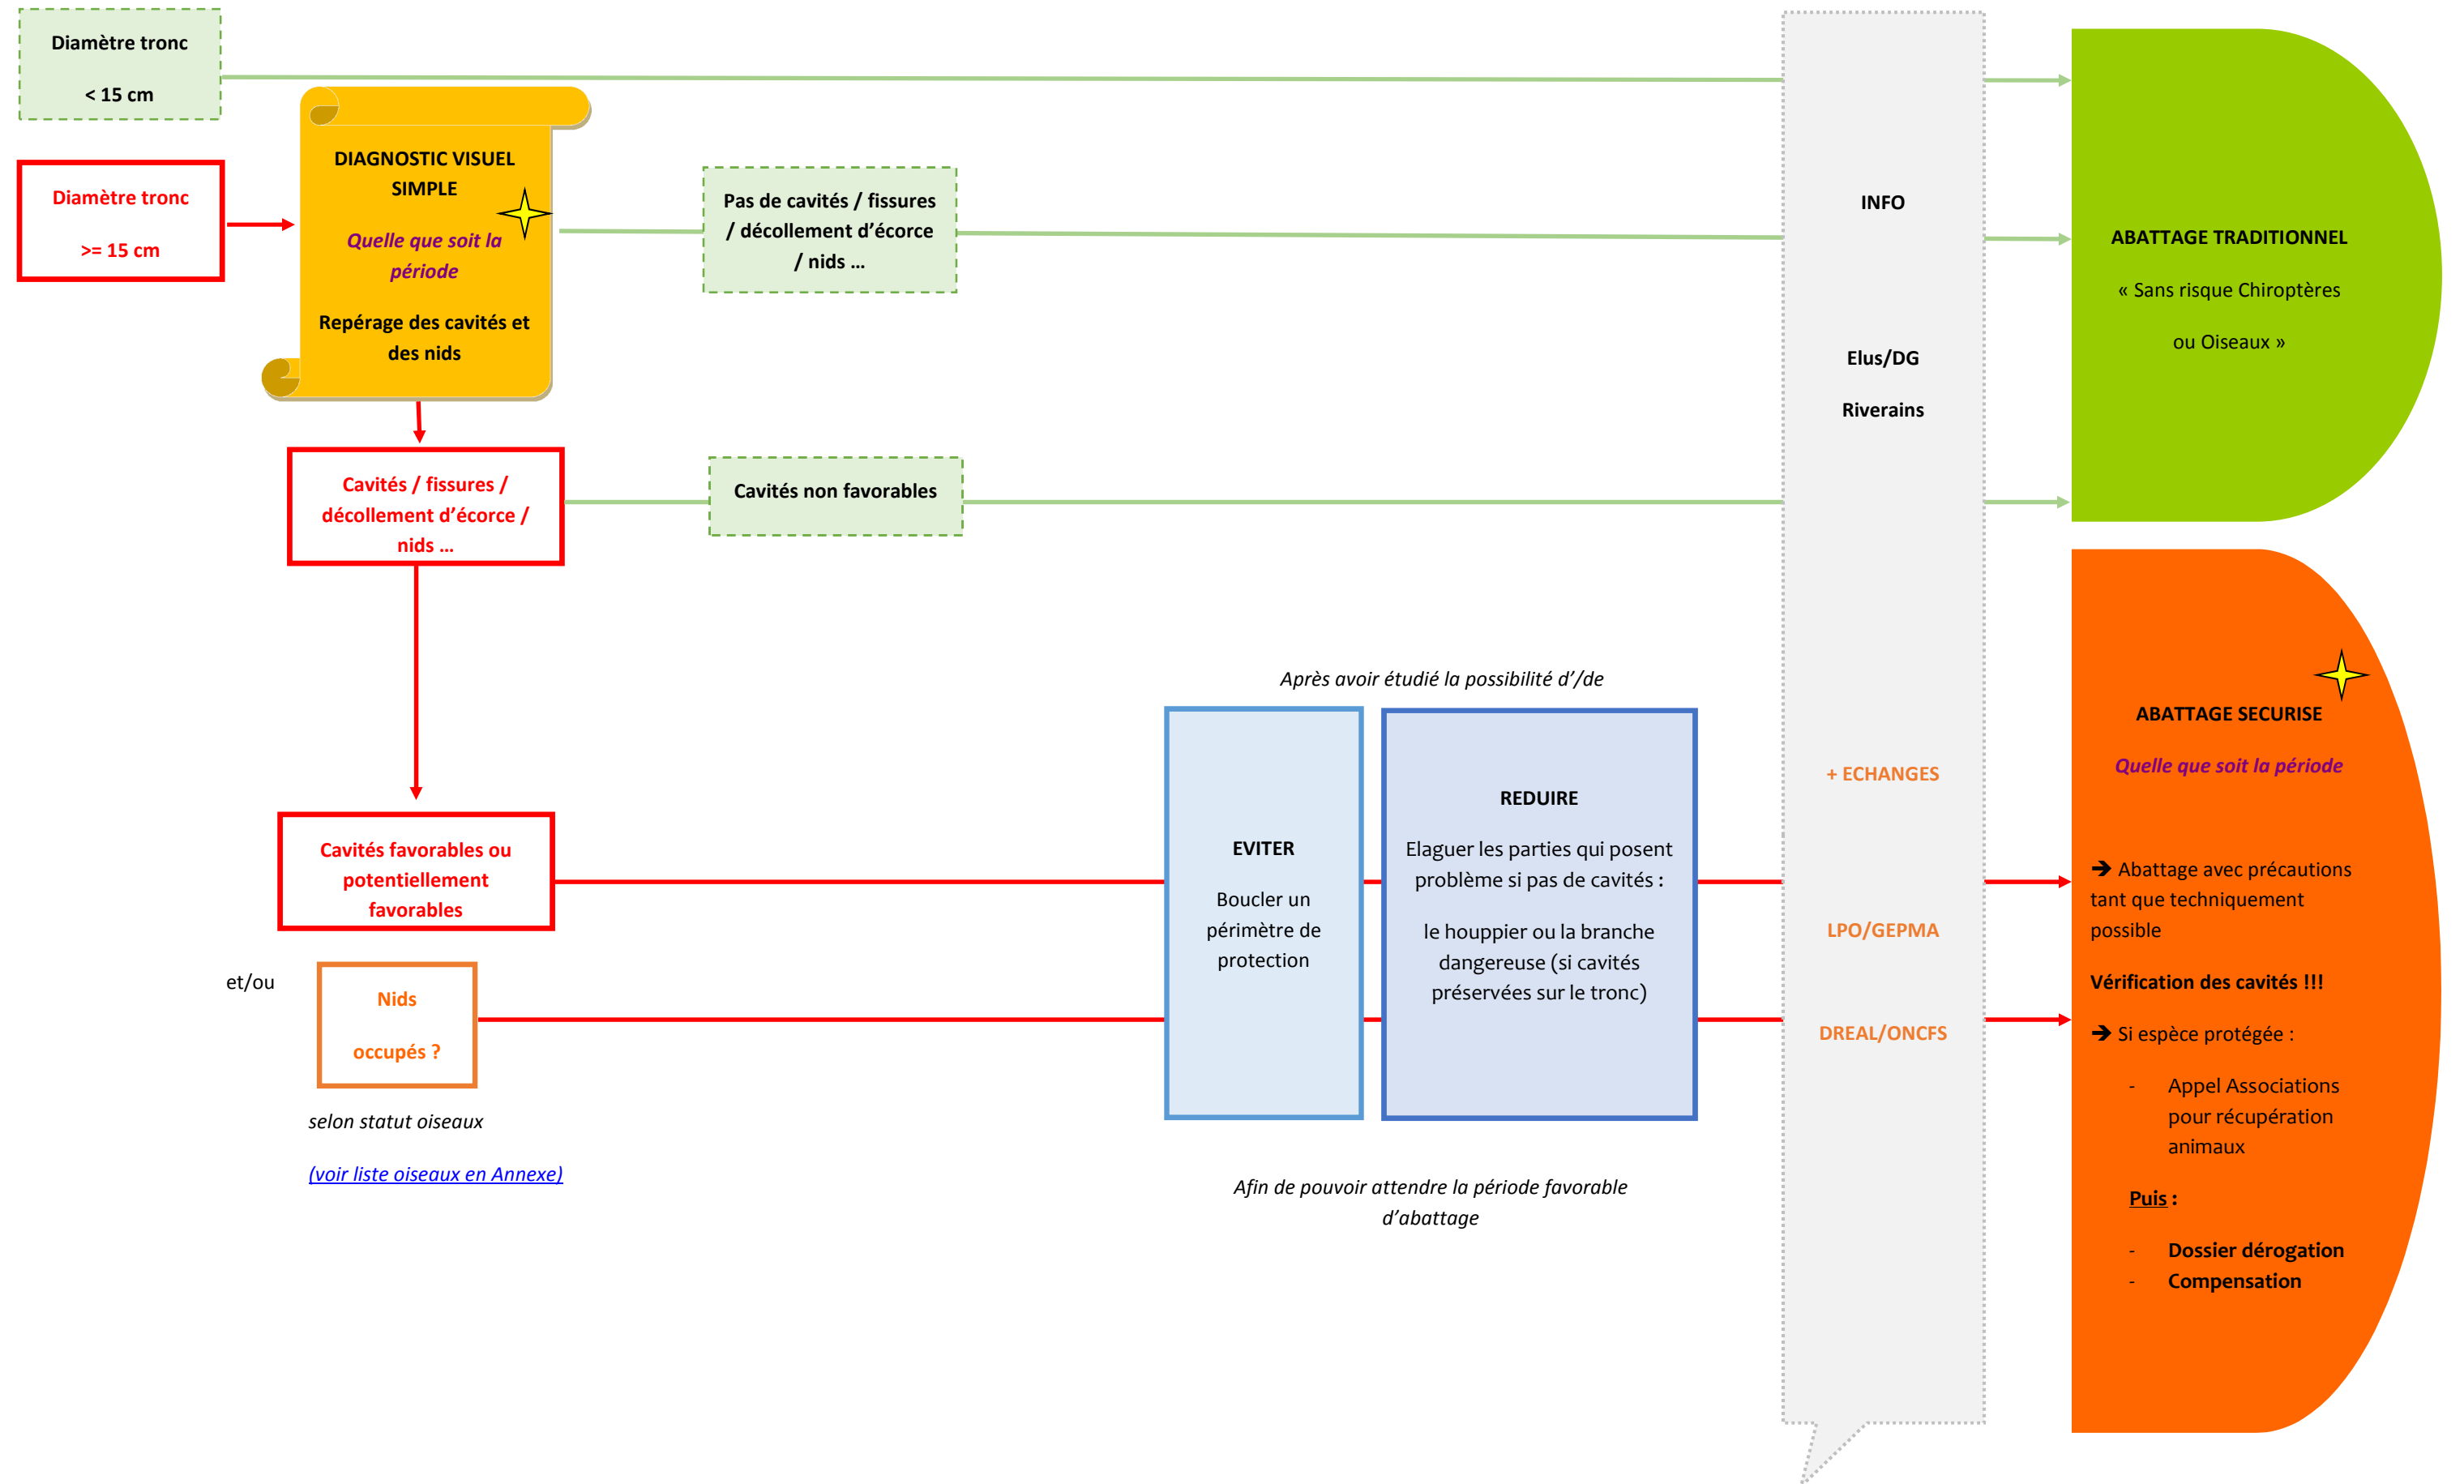 Diamètre tronc
< 15 cm
Diamètre tronc
>= 15 cm
DIAGNOSTIC VISUEL
SIMPLE
Quelle que soit la
période
Repérage des cavités et
des nids
Pas de cavités / fissures
/ décollement d’écorce
/ nids …
Cavités / fissures /
décollement d’écorce /
nids …
Cavités non favorables
Cavités favorables ou
potentiellement
favorables
et/ou
Nids
occupés ?
selon statut oiseaux
(voir liste oiseaux en Annexe)
Après avoir étudié la possibilité d’/de
EVITER
Boucler un
périmètre de
protection
REDUIRE
Elaguer les parties qui posent
problème si pas de cavités :
le houppier ou la branche
dangereuse (si cavités
préservées sur le tronc)
Afin de pouvoir attendre la période favorable
d’abattage
INFO
Elus/DG
Riverains
+ ECHANGES
LPO/GEPMA
DREAL/ONCFS
ABATTAGE TRADITIONNEL
« Sans risque Chiroptères
ou Oiseaux »
ABATTAGE SECURISE
Quelle que soit la période
➔ Abattage avec précautions
tant que techniquement
possible
Vérification des cavités !!!
➔ Si espèce protégée :
- Appel Associations
pour récupération
animaux
Puis :
- Dossier dérogation
- Compensation